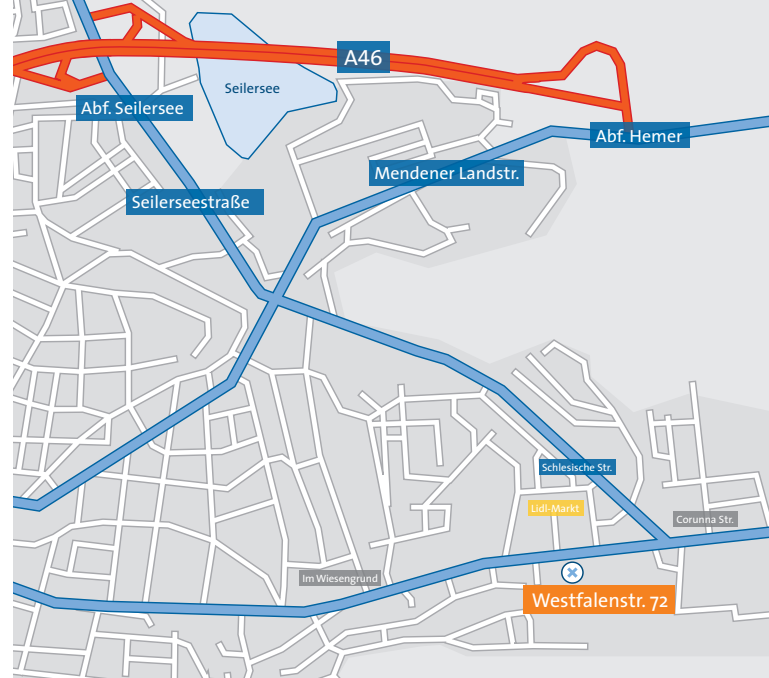 A46
Seilersee
Abf. Seilersee
Abf. Hemer
Mendener Landstr.
Seilerseestraße
Schlesische Str.
Lidl-Markt
Corunna Str.
Im Wiesengrund
Westfalenstr. 72